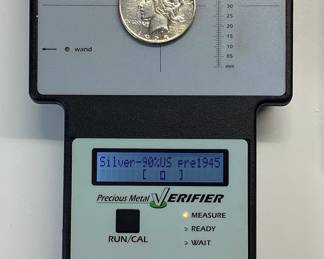 30
25
20
15
10
05
mm
← wand
Silver-90%US pre1945
[ □ ]
Precious Metal VERIFIER
RUN/CAL
MEASURE
> READY
> WAIT